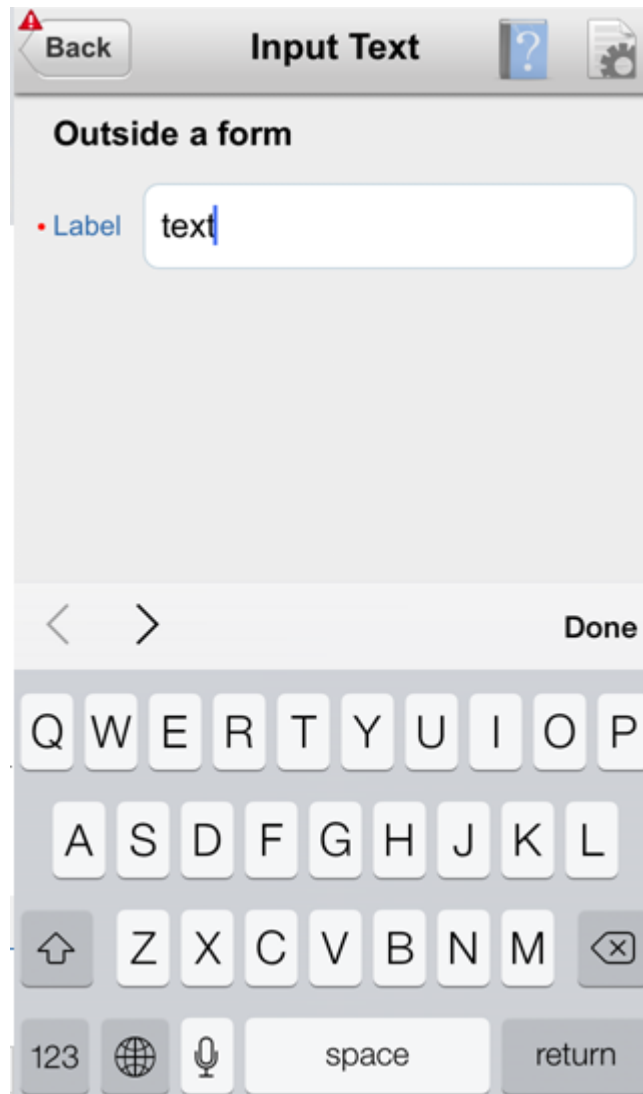 Back Input Text ?
Outside a form
• Label text
Done
Q W E R T Y U I O P
A S D F G H J K L
Z X C V B N M
123 space return